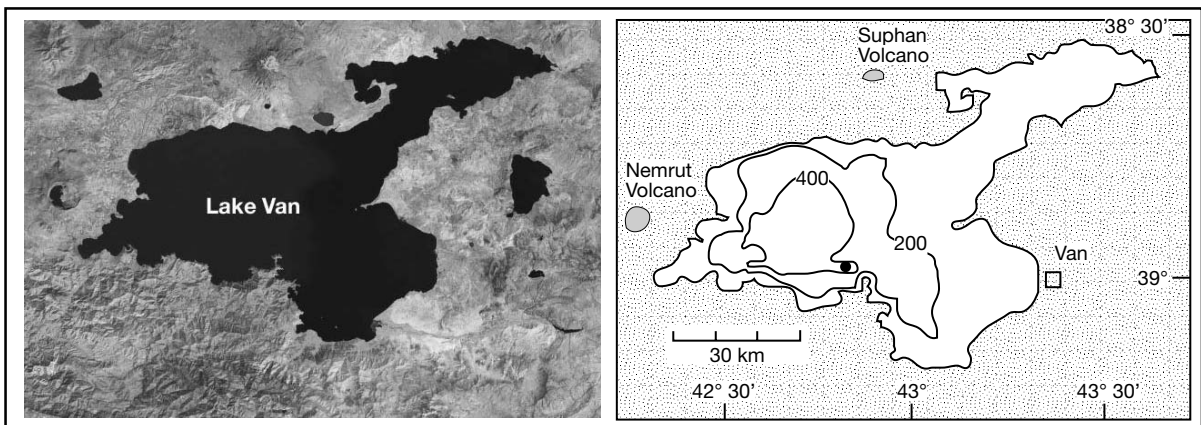 Lake Van
Suphan
Volcano
38° 30’
Nemrut
Volcano
400
200
Van
39°
30 km
42° 30’
43°
43° 30’